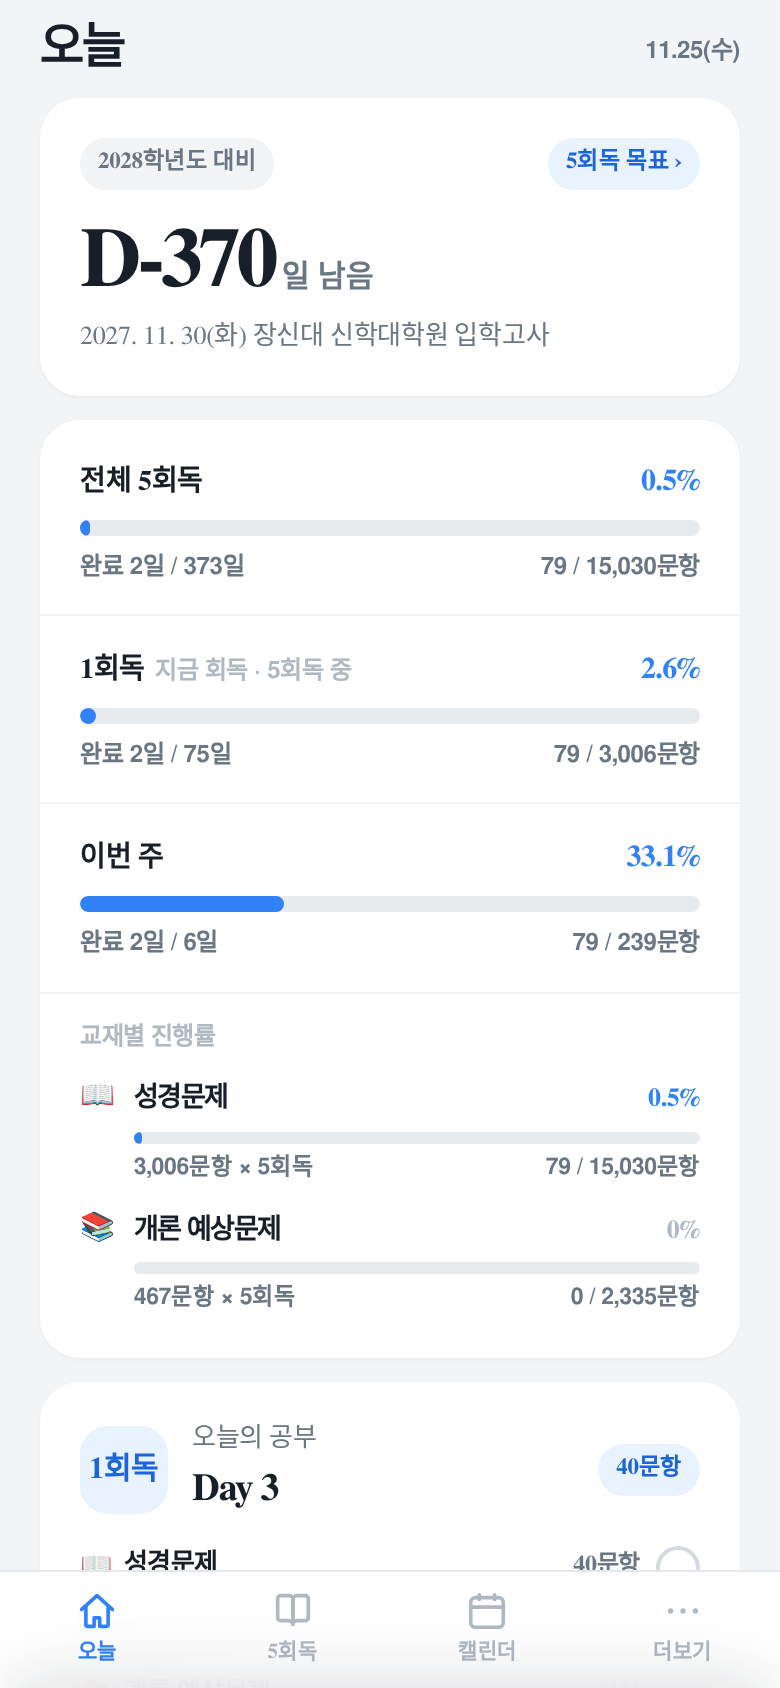 오늘
11.25(수)
2028학년도 대비
5회독 목표 ›
D-370일 남음
2027. 11. 30(화) 장신대 신학대학원 입학고사
전체 5회독
0.5%
완료 2일 / 373일
79 / 15,030문항
1회독 지금 회독 · 5회독 중
2.6%
완료 2일 / 75일
79 / 3,006문항
이번 주
33.1%
완료 2일 / 6일
79 / 239문항
교재별 진행률
성경문제
0.5%
3,006문항 × 5회독
79 / 15,030문항
개론 예상문제
0%
467문항 × 5회독
0 / 2,335문항
1회독
오늘의 공부
Day 3
40문항
성경문제
40문항
오늘
5회독
캘린더
더보기